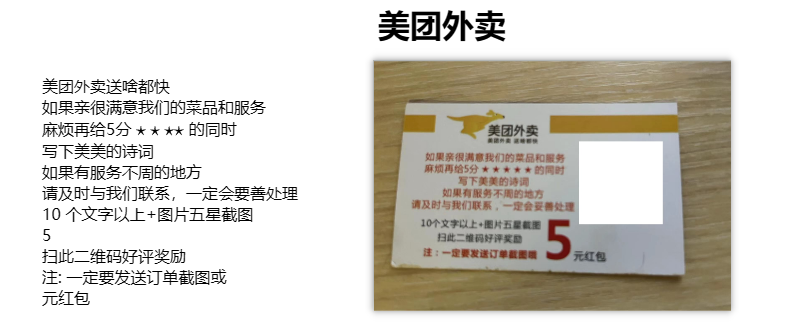 美团外卖
美团外卖送啥都快
如果亲很满意我们的菜品和服务
麻烦再给5分 ★ ★ ★★ 的同时
写下美美的诗词
如果有服务不周的地方
请及时与我们联系，一定会要善处理
10 个文字以上+图片五星截图
5
扫此二维码好评奖励
注: 一定要发送订单截图或
元红包
美团外卖
美团外卖 送啥都快
如果亲很满意我们的菜品和服务
麻烦再给5分★★★★★的同时
写下美美的诗词
如果有服务不周的地方
请及时与我们联系，一定会妥善处理
10个文字以上+图片五星截图
扫此二维码好评奖励
5元红包
注：一定要发送订单截图哦